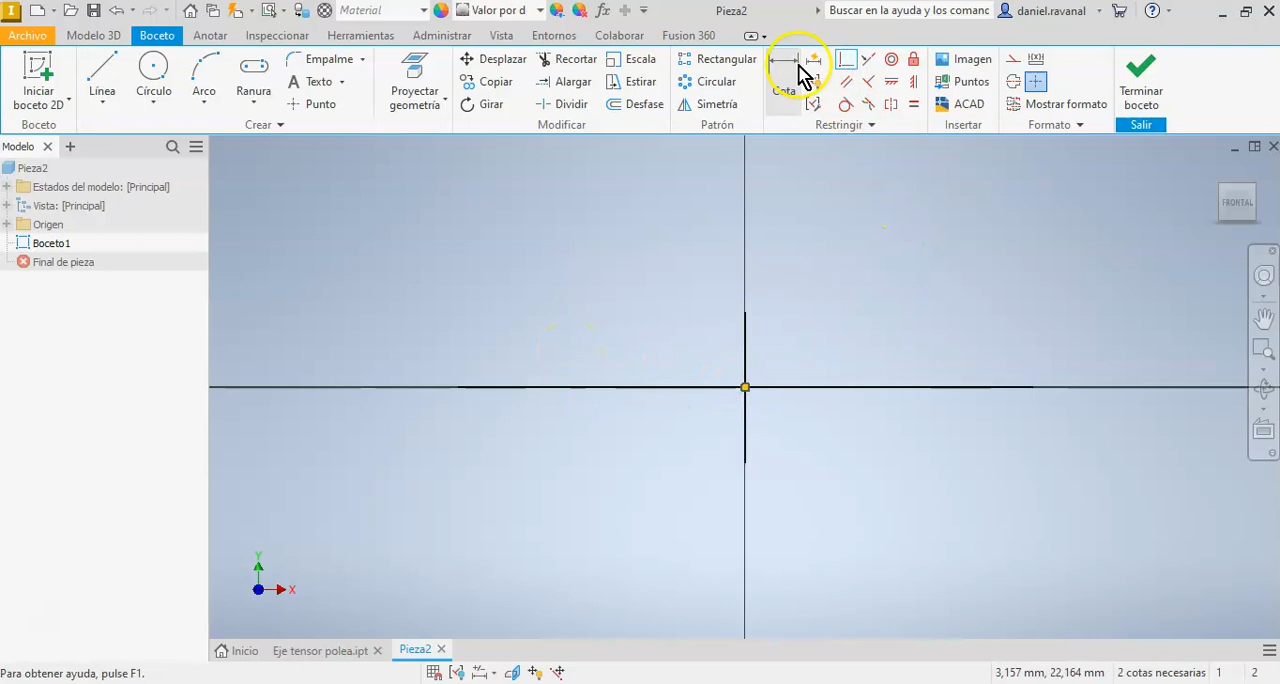 Material
Valor por d
fx
Pieza2
Buscar en la ayuda y los comanc
daniel.ravanal
Archivo
Modelo 3D
Boceto
Anotar
Inspeccionar
Herramientas
Administrar
Vista
Entornos
Colaborar
Fusion 360
Iniciar
boceto 2D
Línea
Círculo
Arco
Ranura
Empalme
Texto
Punto
Proyectar
geometría
Desplazar
Copiar
Girar
Recortar
Alargar
Dividir
Escala
Estirar
Desfase
Rectangular
Circular
Simetría
Cota
Imagen
Puntos
ACAD
Mostrar formato
Terminar
boceto
Boceto
Crear
Modificar
Patrón
Restringir
Insertar
Formato
Salir
Modelo
Pieza2
Estados del modelo: [Principal]
Vista: [Principal]
Origen
Boceto1
Final de pieza
FRONTAL
Y
X
Inicio
Eje tensor polea.ipt
Pieza2
Para obtener ayuda, pulse F1.
3,157 mm, 22,164 mm
2 cotas necesarias
1
2